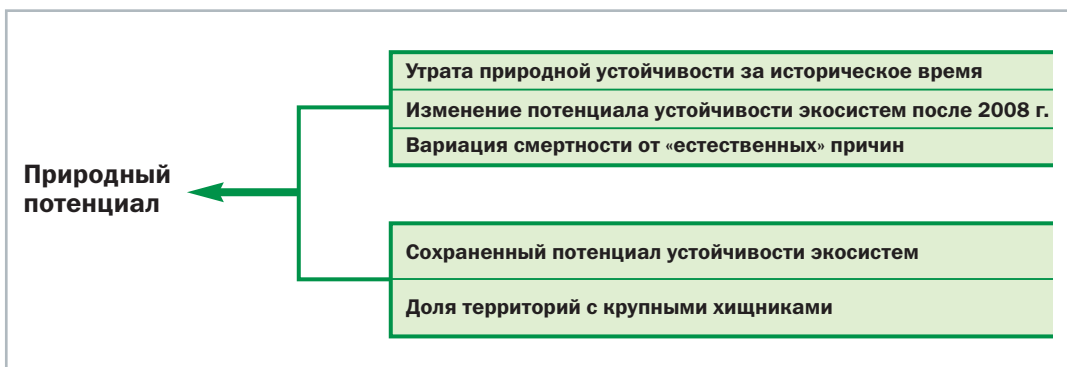 Утрата природной устойчивости за историческое время
Изменение потенциала устойчивости экосистем после 2008 г.
Вариация смертности от «естественных» причин
Природный
потенциал
Сохраненный потенциал устойчивости экосистем
Доля территорий с крупными хищниками